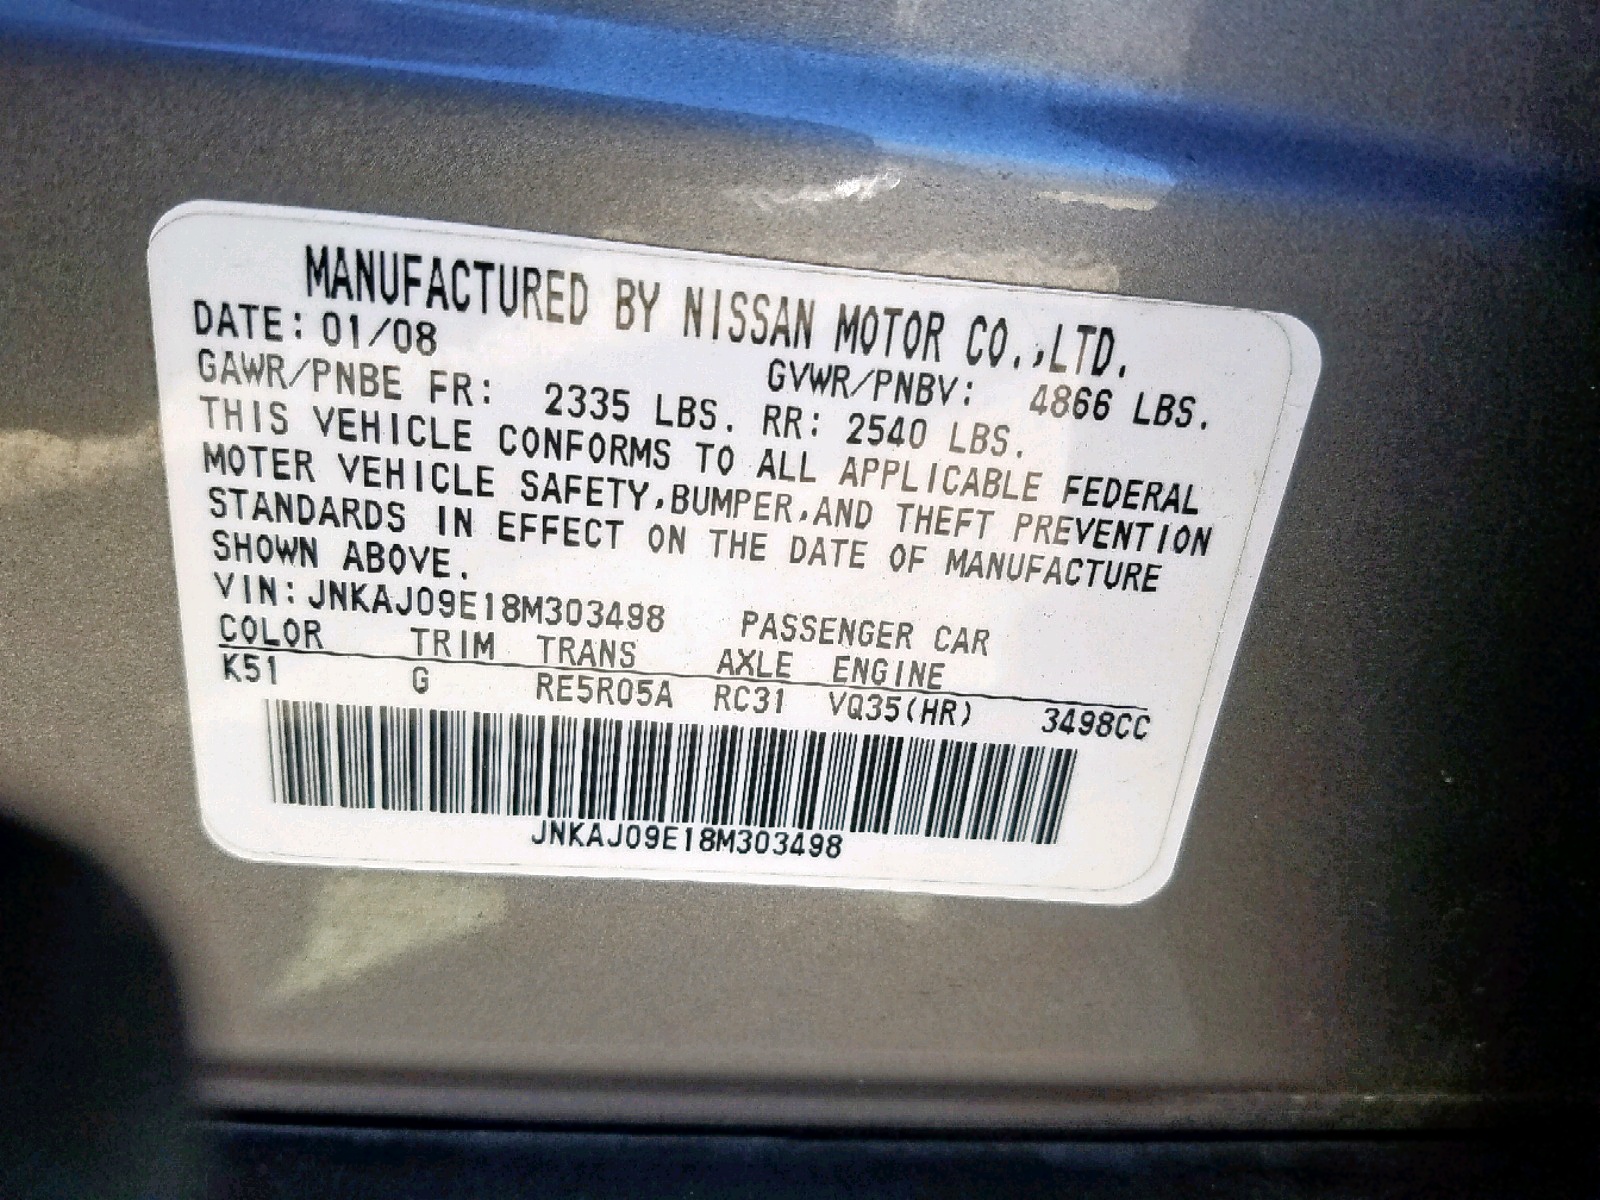 MANUFACTURED BY NISSAN MOTOR CO.,LTD.
DATE: 01/08 GVWR/PNBV: 4866 LBS.
GAWR/PNBE FR: 2335 LBS. RR: 2540 LBS.
THIS VEHICLE CONFORMS TO ALL APPLICABLE FEDERAL
MOTER VEHICLE SAFETY,BUMPER,AND THEFT PREVENTION
STANDARDS IN EFFECT ON THE DATE OF MANUFACTURE
SHOWN ABOVE.
VIN:JNKAJ09E18M303498 PASSENGER CAR
COLOR TRIM TRANS AXLE ENGINE
K51 G RE5R05A RC31 VQ35(HR) 3498CC
JNKAJ09E18M303498